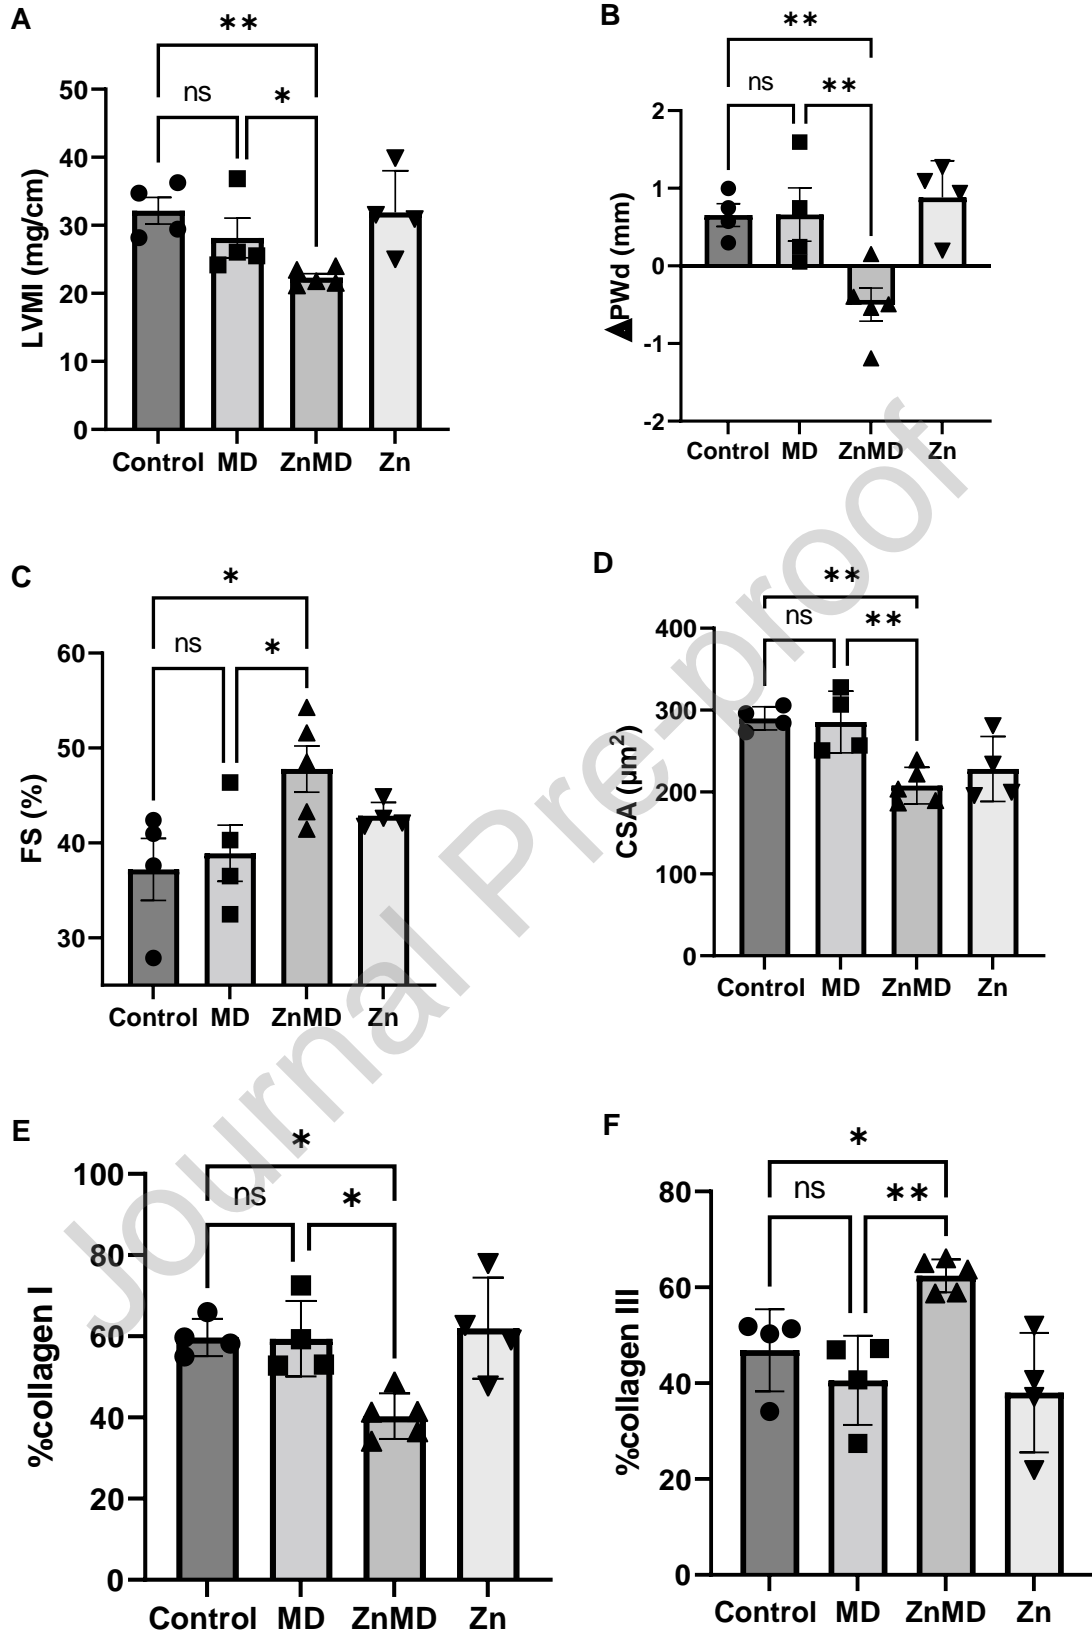 A
**
ns
*
50
40
30
20
10
0
LVMI (mg/cm)
Control MD ZnMD Zn
B
**
ns
**
2
1
0
-1
-2
▲PWd (mm)
Control MD ZnMD Zn
C
*
ns
*
60
50
40
30
FS (%)
Control MD ZnMD Zn
D
**
ns
**
400
300
200
100
0
CSA (µm²)
Control MD ZnMD Zn
E
*
ns
*
100
80
60
40
20
0
%collagen I
Control MD ZnMD Zn
F
*
ns
**
80
60
40
20
0
%collagen III
Control MD ZnMD Zn
Journal Pre-proof